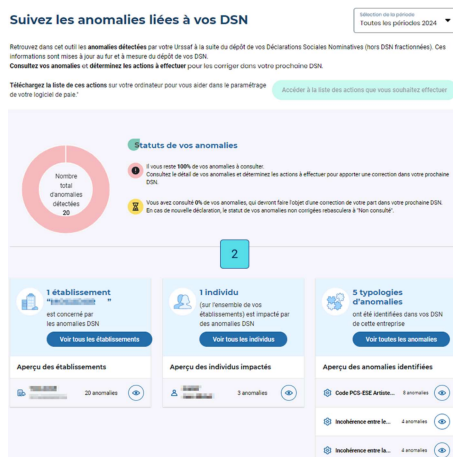 Suivez les anomalies liées à vos DSN
Sélection de la période
Toutes les périodes 2024
Retrouvez dans cet outil les anomalies détectées par votre Urssaf à la suite du dépôt de vos Déclarations Sociales Nominatives (hors DSN fractionnées). Ces
informations sont mises à jour au fur et à mesure du dépôt de vos DSN.
Consultez vos anomalies et déterminez les actions à effectuer pour les corriger dans votre prochaine DSN.
Téléchargez la liste de ces actions sur votre ordinateur pour vous aider dans le paramétrage
de votre logiciel de paie.*
Accéder à la liste des actions que vous souhaitez effectuer
Statuts de vos anomalies
Nombre
total
d'anomalies
détectées
20
Il vous reste 100% de vos anomalies à consulter.
Consultez le détail de vos anomalies et déterminez les actions à effectuer pour apporter une correction dans votre prochaine
DSN.
Vous avez consulté 0% de vos anomalies, qui devront faire l'objet d'une correction de votre part dans votre prochaine DSN.
En cas de nouvelle déclaration, le statut de vos anomalies non corrigées rebasculera à "Non consulté".
2
1 établissement
" "
est concerné par
les anomalies DSN
Voir tous les établissements
Aperçu des établissements
20 anomalies
1 individu
(sur l'ensemble de vos
établissements) est impacté par
des anomalies DSN
Voir tous les individus
Aperçu des individus impactés
3 anomalies
5 typologies
d'anomalies
ont été identifiées dans vos DSN
de cette entreprise
Voir toutes les anomalies
Aperçu des anomalies identifiées
Code PCS-ESE Artiste... 8 anomalies
Incohérence entre le... 4 anomalies
Incohérence entre la... 4 anomalies